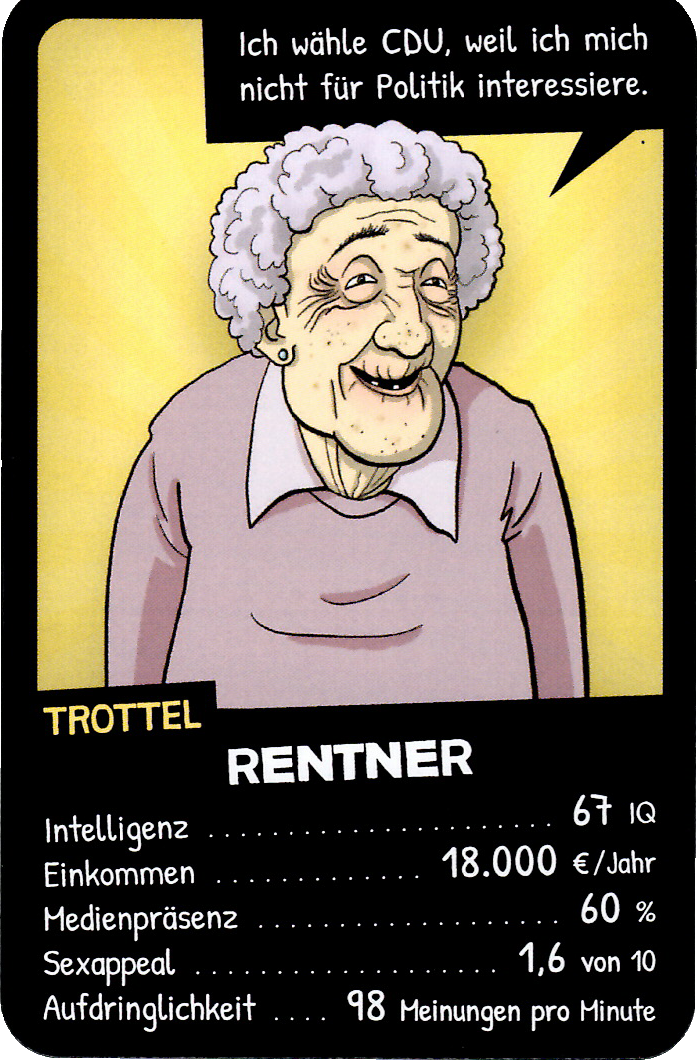 Ich wähle CDU, weil ich mich
nicht für Politik interessiere.
TROTTEL
RENTNER
Intelligenz ........................ 67 IQ
Einkommen .............. 18.000 €/Jahr
Medienpräsenz ..................... 60 %
Sexappeal ..................... 1,6 von 10
Aufdringlichkeit .... 98 Meinungen pro Minute